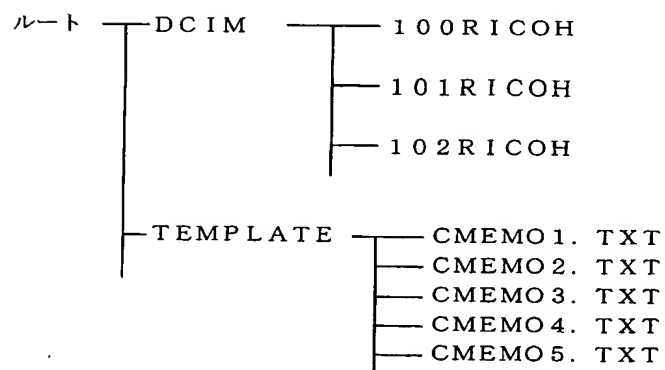 ルート DCIM 100RICOH
101RICOH
102RICOH
TEMPLATE CMEMO1. TXT
CMEMO2. TXT
CMEMO3. TXT
CMEMO4. TXT
CMEMO5. TXT